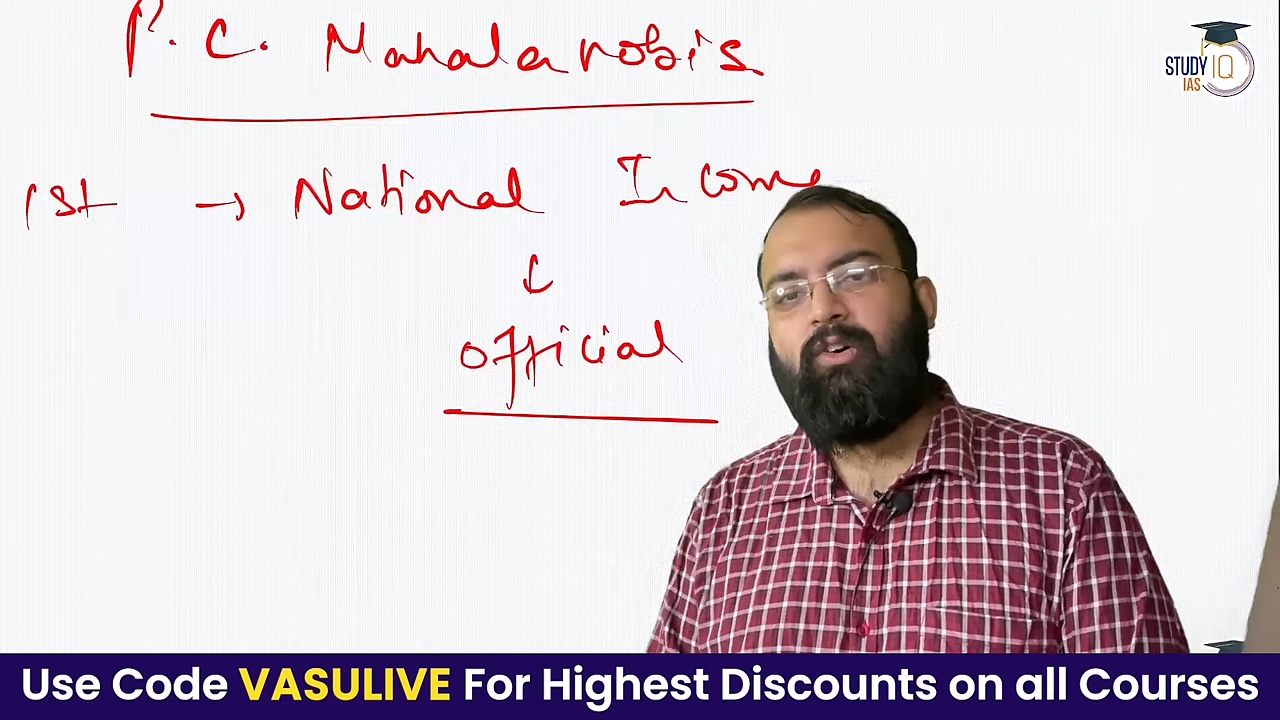 P. C. Mahalanobis
STUDY IQ
IAS
1st → National Income
↓
Official
Use Code VASULIVE For Highest Discounts on all Courses